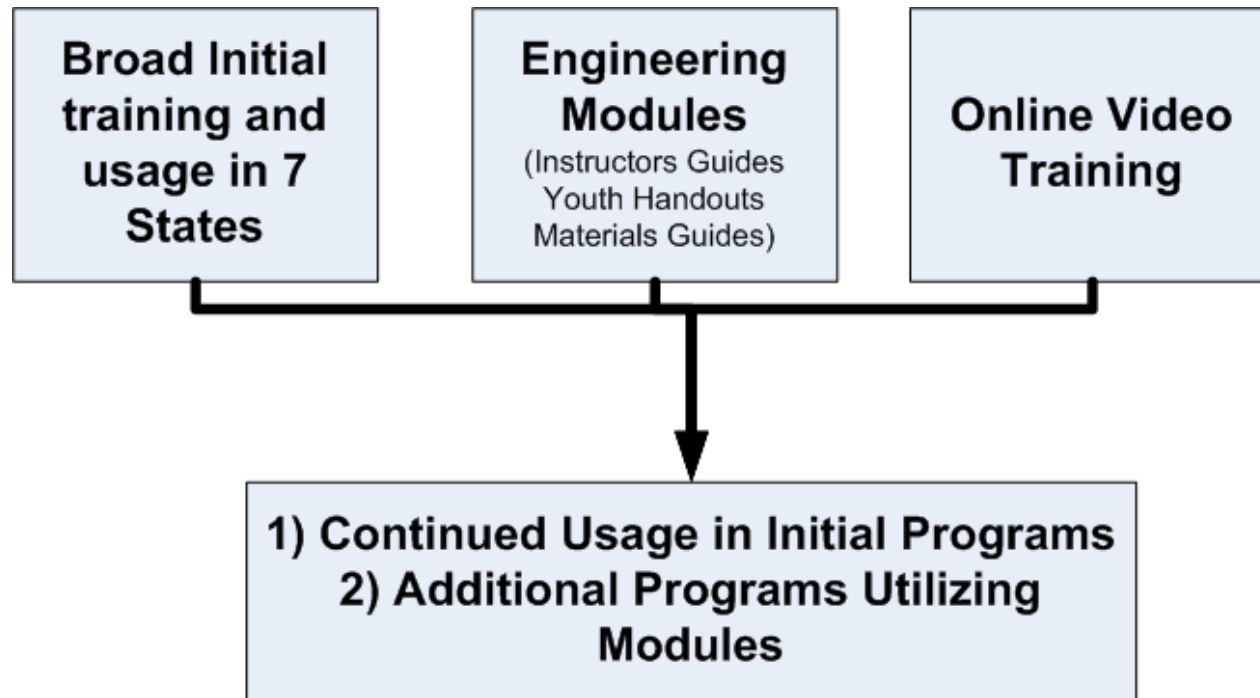 Broad Initial
training and
usage in 7
States
Engineering
Modules
(Instructors Guides
Youth Handouts
Materials Guides)
Online Video
Training
1) Continued Usage in Initial Programs
2) Additional Programs Utilizing
Modules